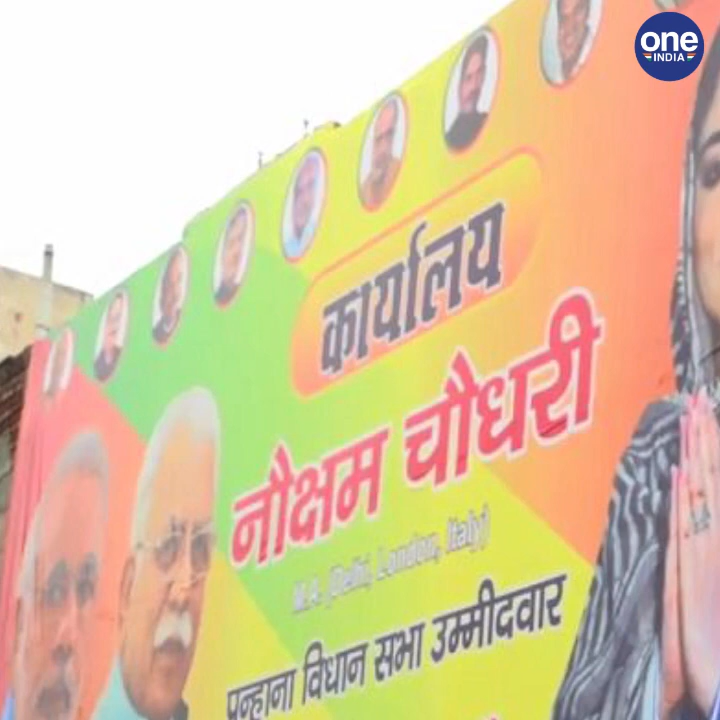 one
INDIA
कार्यालय
नौक्षम चौधरी
M.A. (Delhi, London, Italy)
पुन्हाना विधान सभा उम्मीदवार